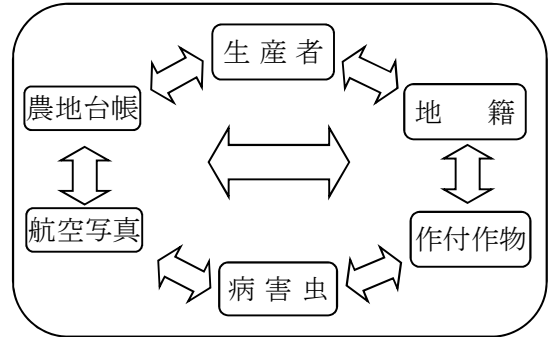 生産者
農地台帳
地籍
航空写真
作付作物
病害虫